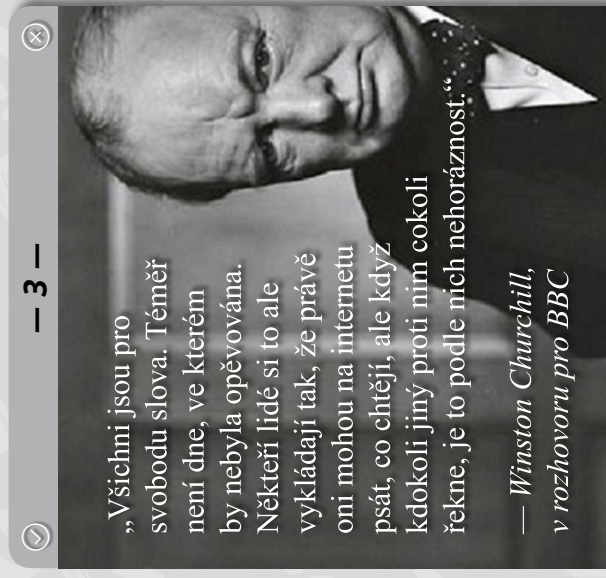 — 3 —
„Všichni jsou pro
svobodu slova. Téměř
není dne, ve kterém
by nebyla opěvována.
Někteří lidé si to ale
vykládají tak, že právě
oni mohou na internetu
psát, co chtějí, ale když
kdokoli jiný proti nim cokoli
řekne, je to podle nich nehoráznost.“
— Winston Churchill,
v rozhovoru pro BBC